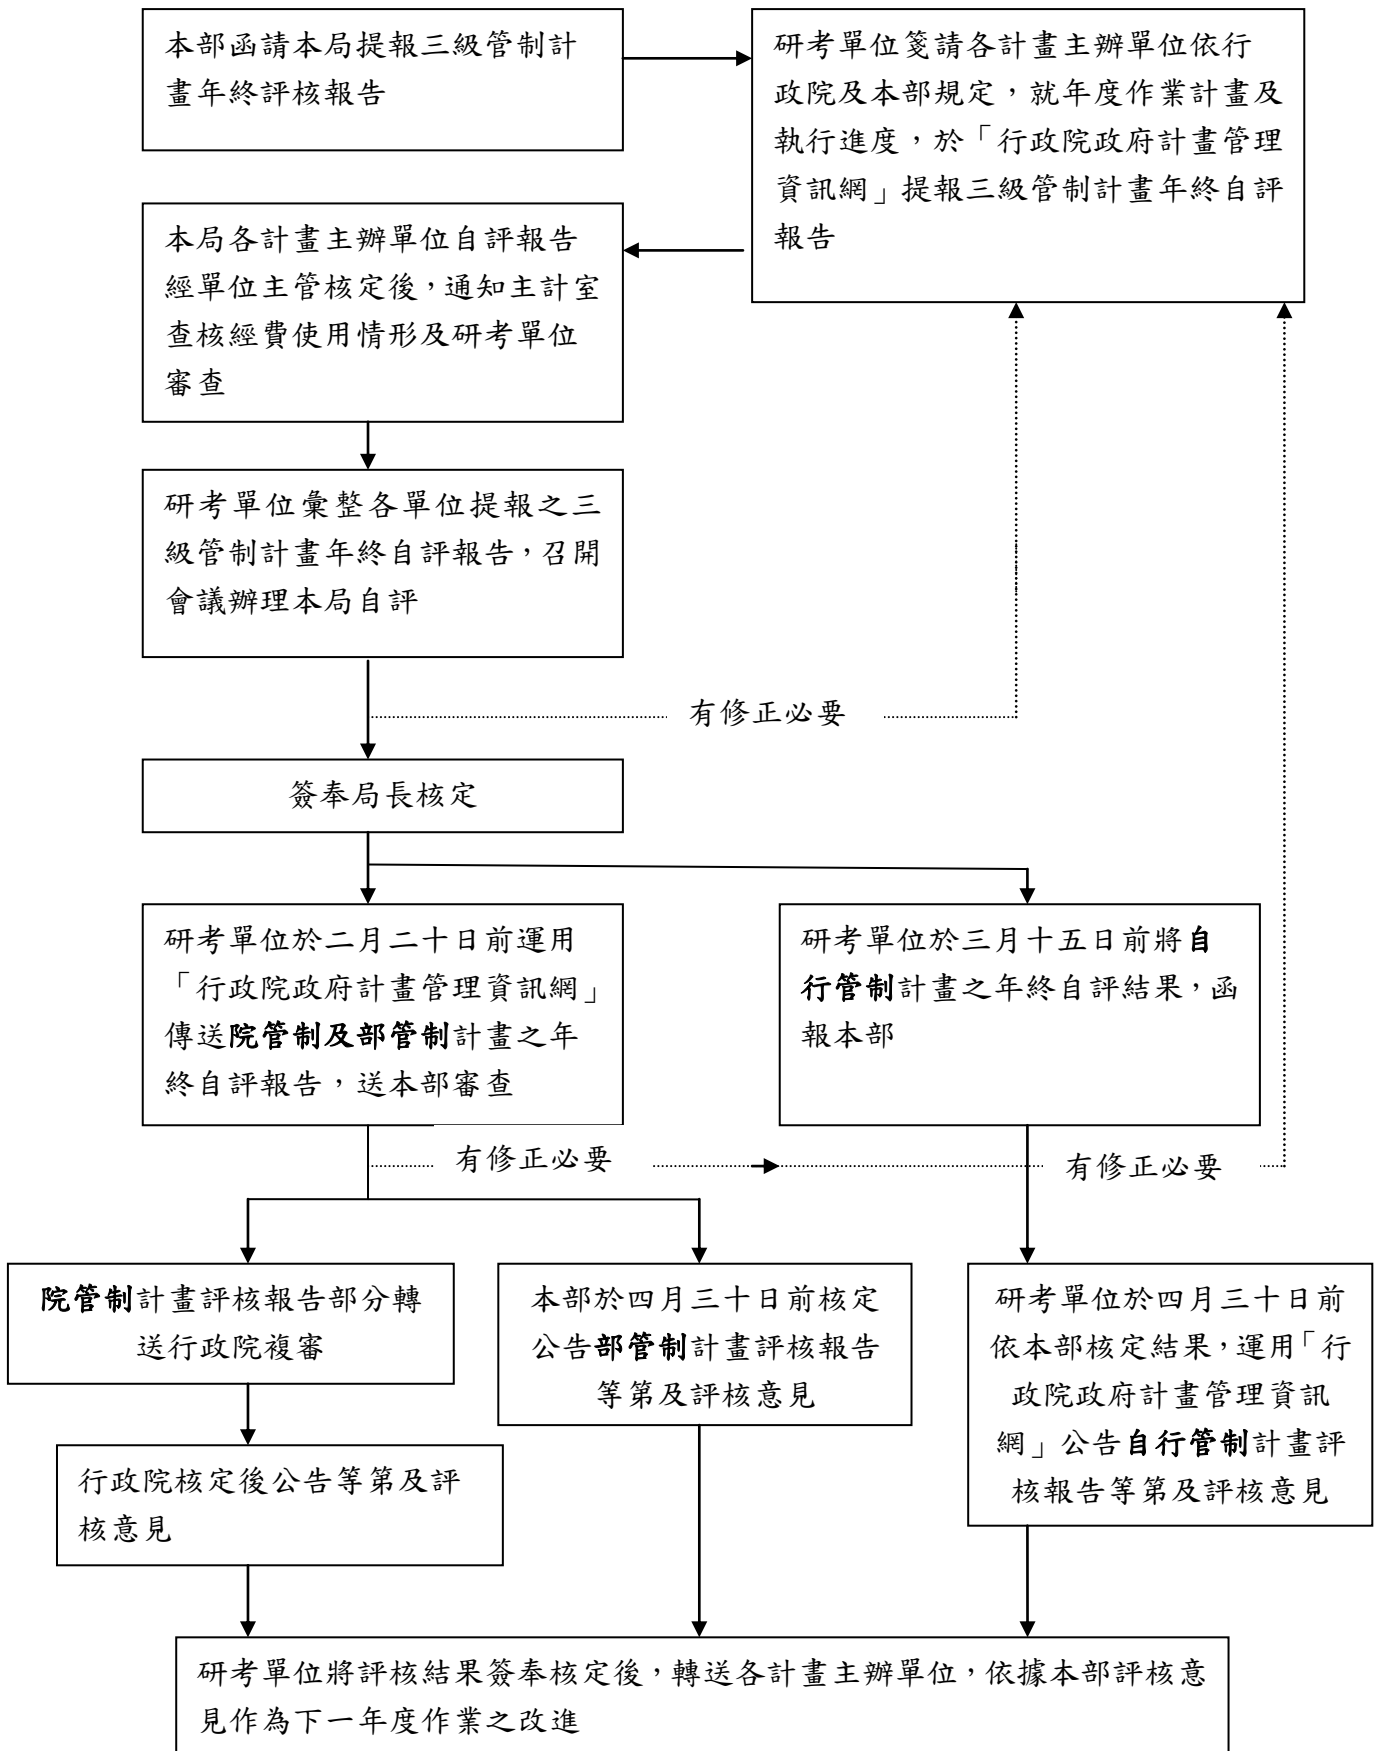 本部函請本局提報三級管制計
畫年終評核報告
研考單位箋請各計畫主辦單位依行
政院及本部規定，就年度作業計畫及
執行進度，於「行政院政府計畫管理
資訊網」提報三級管制計畫年終自評
報告
本局各計畫主辦單位自評報告
經單位主管核定後，通知主計室
查核經費使用情形及研考單位
審查
研考單位彙整各單位提報之三
級管制計畫年終自評報告，召開
會議辦理本局自評
有修正必要
簽奉局長核定
研考單位於二月二十日前運用
「行政院政府計畫管理資訊網」
傳送院管制及部管制計畫之年
終自評報告，送本部審查
研考單位於三月十五日前將自
行管制計畫之年終自評結果，函
報本部
有修正必要
有修正必要
院管制計畫評核報告部分轉
送行政院複審
本部於四月三十日前核定
公告部管制計畫評核報告
等第及評核意見
研考單位於四月三十日前
依本部核定結果，運用「行
政院政府計畫管理資訊
網」公告自行管制計畫評
核報告等第及評核意見
行政院核定後公告等第及評
核意見
研考單位將評核結果簽奉核定後，轉送各計畫主辦單位，依據本部評核意
見作為下一年度作業之改進